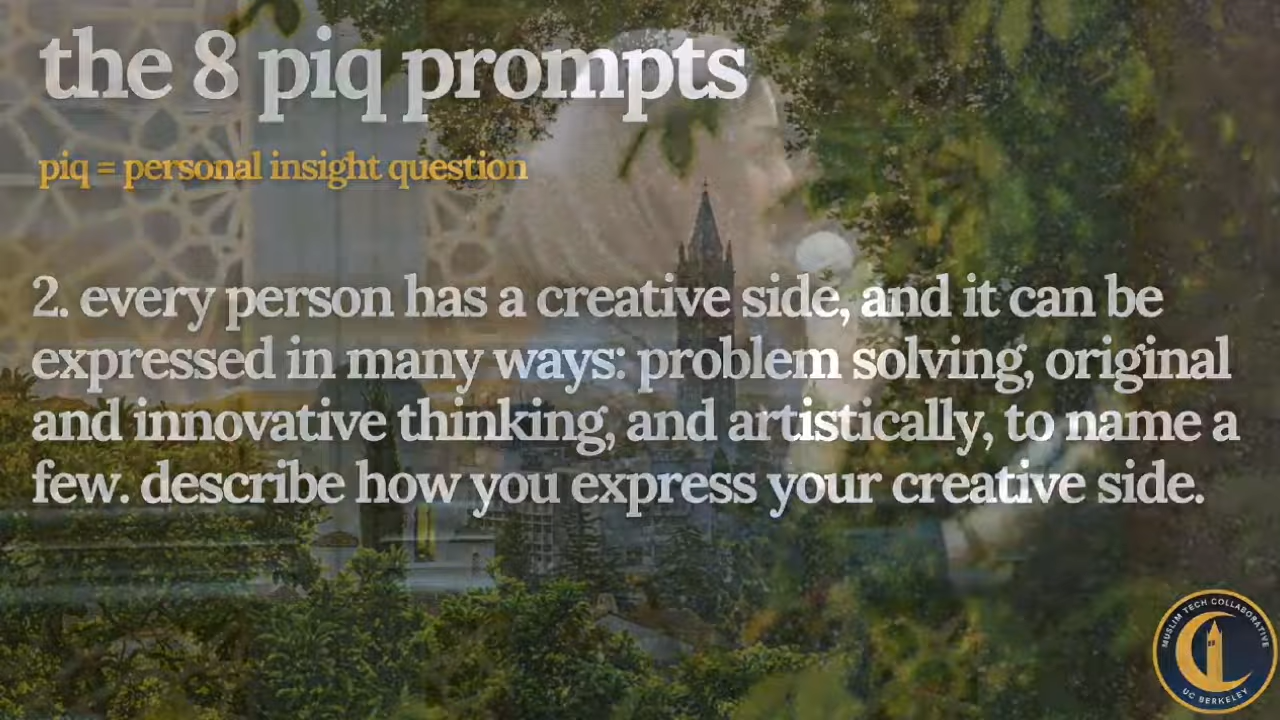 the 8 piq prompts
piq = personal insight question
2. every person has a creative side, and it can be
expressed in many ways: problem solving, original
and innovative thinking, and artistically, to name a
few. describe how you express your creative side.
MUSLIM TECH COLLABORATIVE
UC BERKELEY